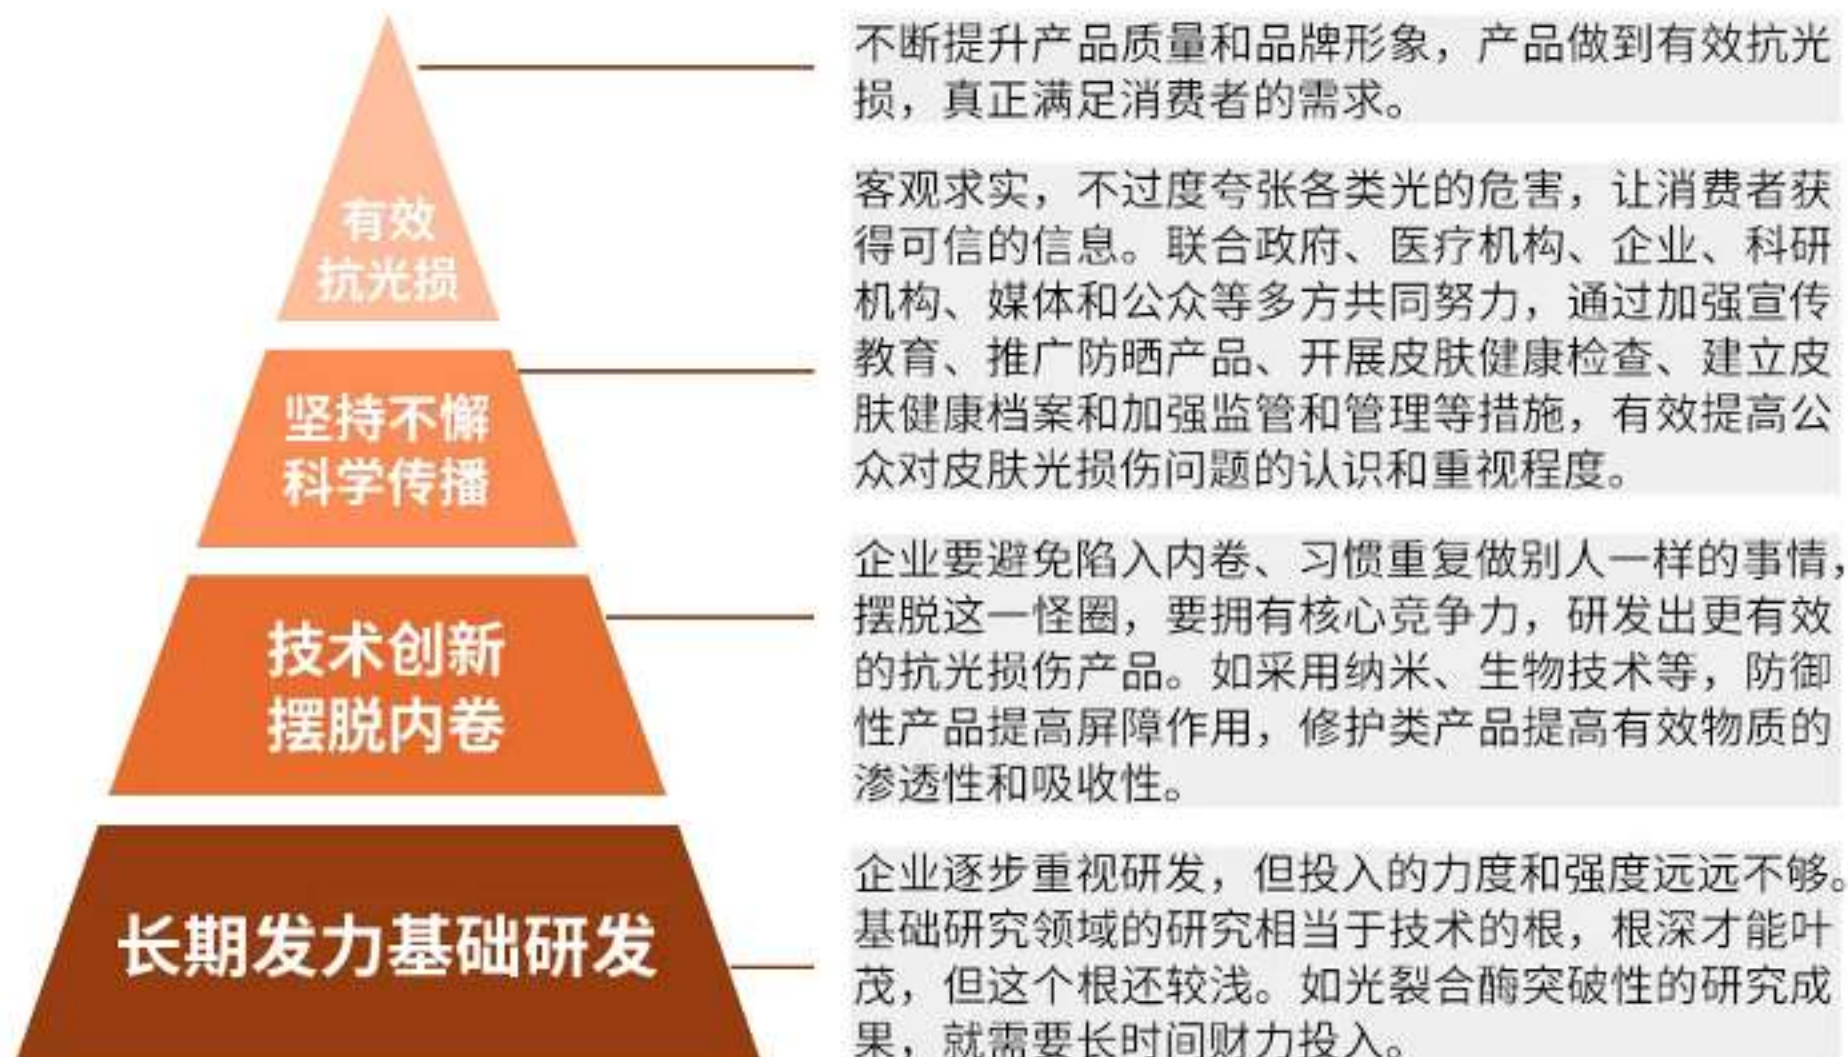 不断提升产品质量和品牌形象，产品做到有效抗光
损，真正满足消费者的需求。
有效
抗光损
客观求实，不过度夸张各类光的危害，让消费者获
得可信的信息。联合政府、医疗机构、企业、科研
机构、媒体和公众等多方共同努力，通过加强宣传
教育、推广防晒产品、开展皮肤健康检查、建立皮
肤健康档案和加强监管和管理等措施，有效提高公
众对皮肤光损伤问题的认识和重视程度。
坚持不懈
科学传播
企业要避免陷入内卷、习惯重复做别人一样的事情，
摆脱这一怪圈，要拥有核心竞争力，研发出更有效
的抗光损伤产品。如采用纳米、生物技术等，防御
性产品提高屏障作用，修护类产品提高有效物质的
渗透性和吸收性。
技术创新
摆脱内卷
企业逐步重视研发，但投入的力度和强度远远不够。
基础研究领域的研究相当于技术的根，根深才能叶
茂，但这个根还较浅。如光裂合酶突破性的研究成
果，就需要长时间财力投入。
长期发力基础研发